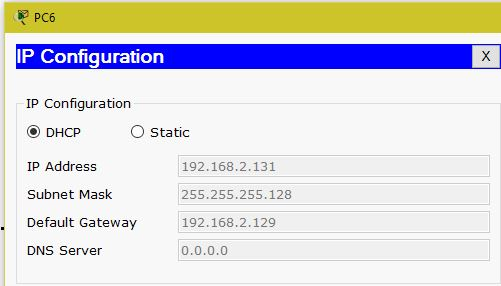 PC6
IP Configuration X
IP Configuration
DHCP Static
IP Address 192.168.2.131
Subnet Mask 255.255.255.128
Default Gateway 192.168.2.129
DNS Server 0.0.0.0